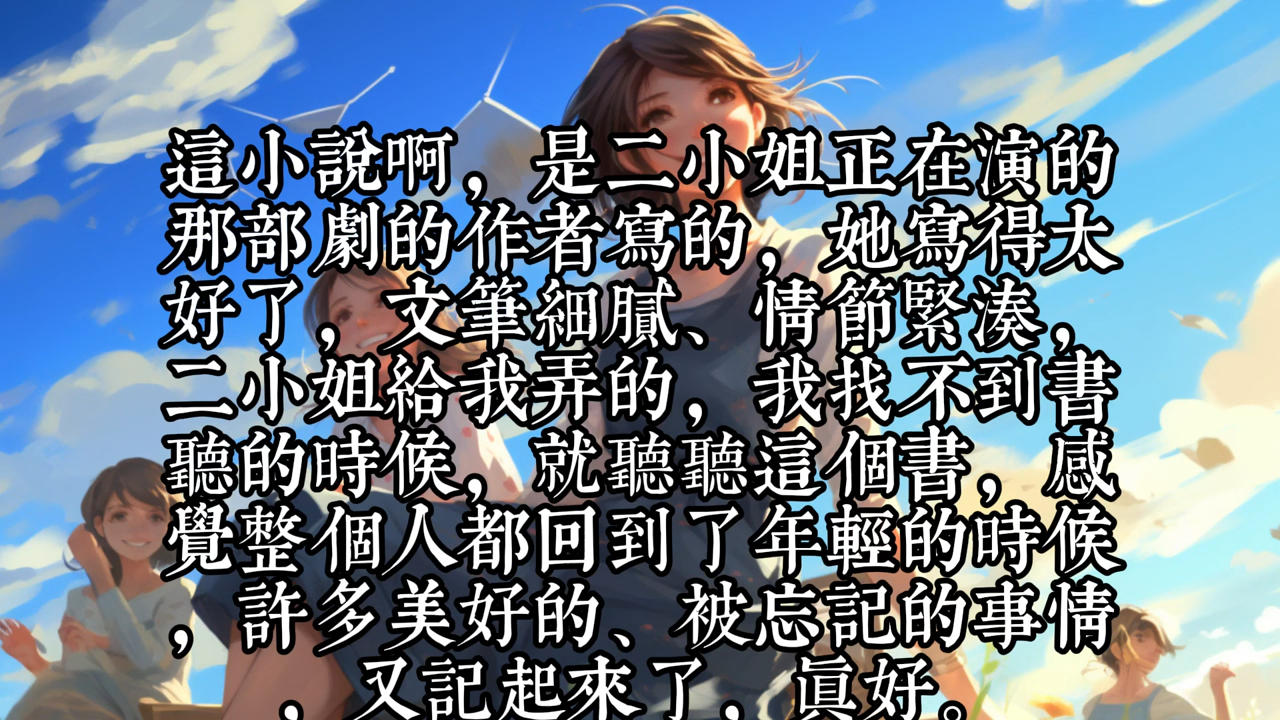 這小說啊，是二小姐正在演的
那部劇的作者寫的，她寫得太
好了，文筆細膩、情節緊湊，
二小姐給我弄的，我找不到書
聽的時候，就聽聽這個書，感
覺整個人都回到了年輕的時候
，許多美好的、被忘記的事情
，又記起來了，眞好。